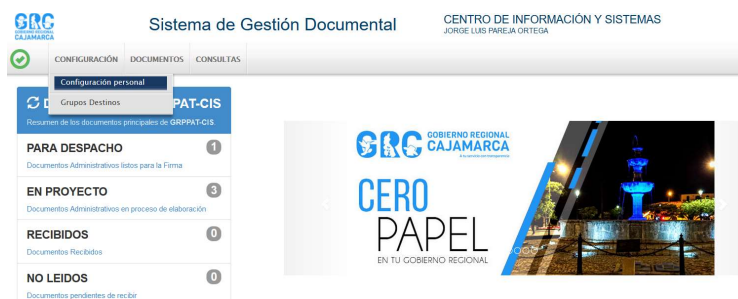 GRC
GOBIERNO REGIONAL
CAJAMARCA
Sistema de Gestión Documental
CENTRO DE INFORMACIÓN Y SISTEMAS
JORGE LUIS PAREJA ORTEGA
CONFIGURACIÓN DOCUMENTOS CONSULTAS
Configuración personal
Grupos Destinos
PAT-CIS
Resumen de los documentos principales de GRPPAT-CIS.
PARA DESPACHO 1
Documentos Administrativos listos para la Firma
EN PROYECTO 3
Documentos Administrativos en proceso de elaboración
RECIBIDOS 0
Documentos Recibidos
NO LEIDOS 0
Documentos pendientes de recibir
GRC GOBIERNO REGIONAL
CAJAMARCA
CERO
PAPEL
EN TU GOBIERNO REGIONAL